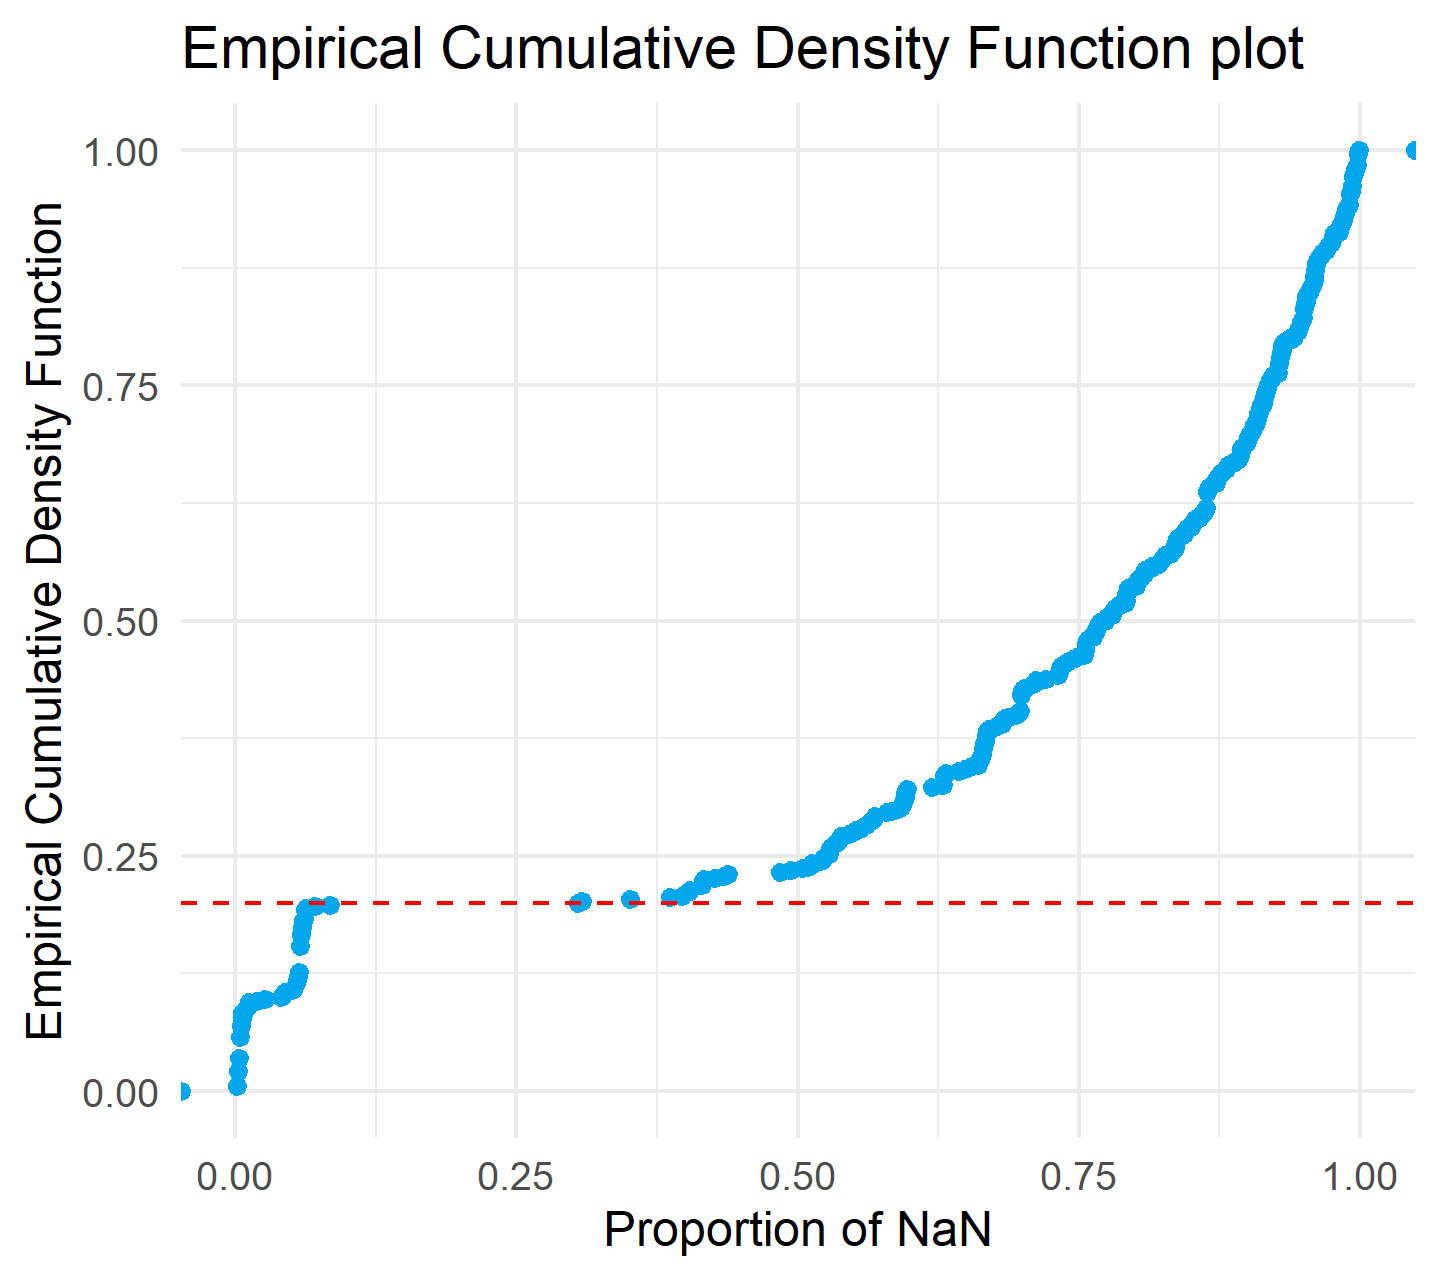 Empirical Cumulative Density Function plot
Empirical Cumulative Density Function
1.00
0.75
0.50
0.25
0.00
0.00 0.25 0.50 0.75 1.00
Proportion of NaN